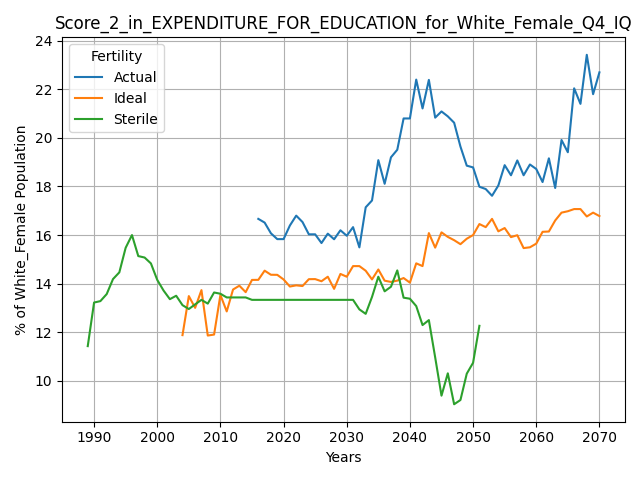 Score_2_in_EXPENDITURE_FOR_EDUCATION_for_White_Female_Q4_IQ
Fertility
Actual
Ideal
Sterile
% of White_Female Population
24
22
20
18
16
14
12
10
1990 2000 2010 2020 2030 2040 2050 2060 2070
Years